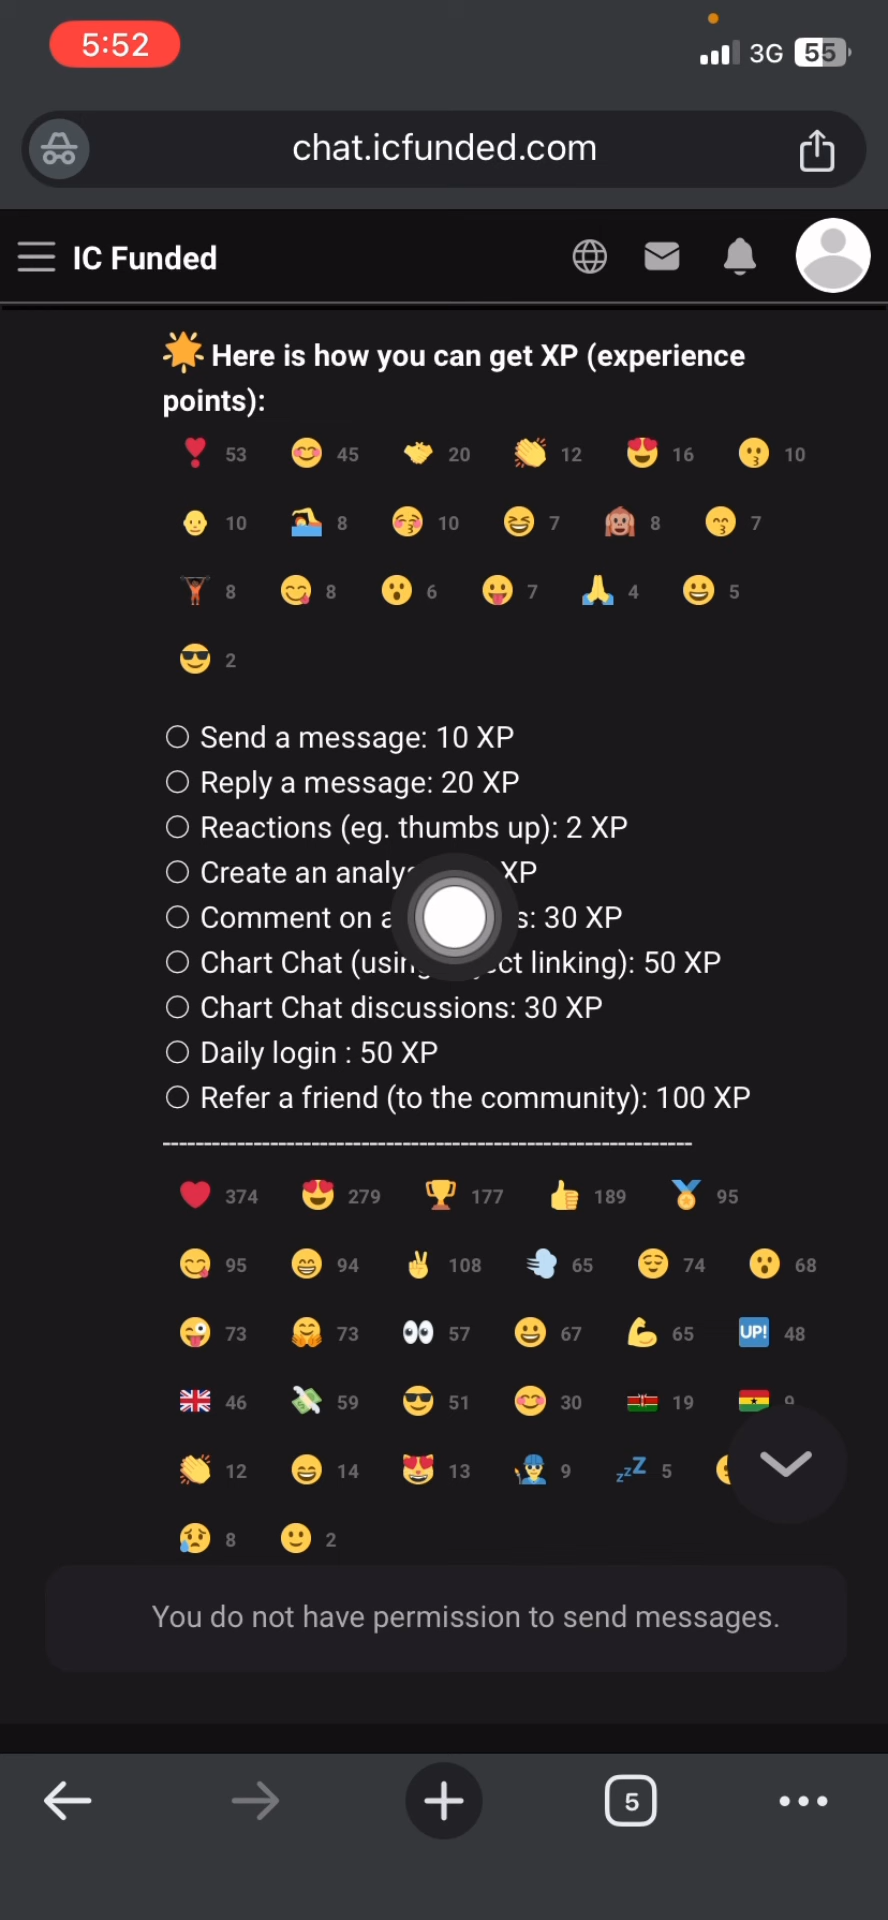 5:52
3G 55
chat.icfunded.com
IC Funded
Here is how you can get XP (experience
points):
53 45 20 12 16 10
10 8 10 7 8 7
8 8 6 7 4 5
2
Send a message: 10 XP
Reply a message: 20 XP
Reactions (eg. thumbs up): 2 XP
Create an XP
Comment on 30 XP
Chart Chat linking): 50 XP
Chart Chat discussions: 30 XP
Daily login : 50 XP
Refer a friend (to the community): 100 XP
------------------------------------------------------------------
374 279 177 189 95
95 94 108 65 74 68
73 73 57 67 65 UP! 48
46 59 51 30 19
12 14 13 9 zzZ 5
8 2
You do not have permission to send messages.
5